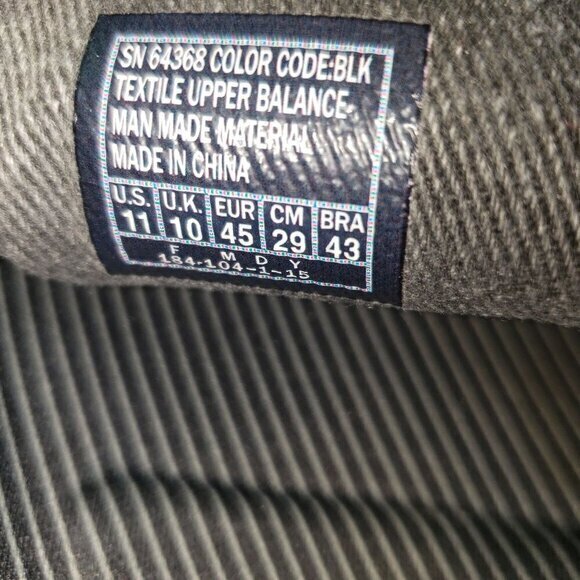 SN 64368 COLOR CODE:BLK
TEXTILE UPPER BALANCE
MAN MADE MATERIAL
MADE IN CHINA
U.S. U.K. EUR CM BRA
11 10 45 29 43
F M D Y
184-104-1-15